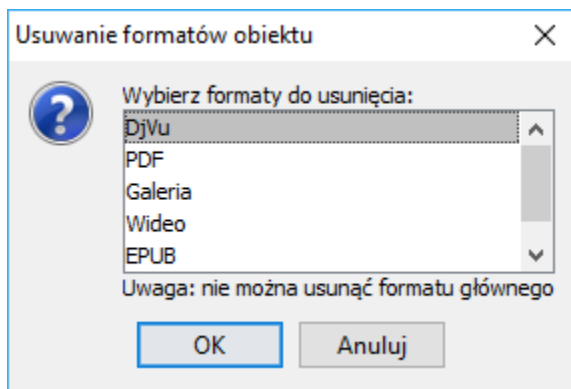 Usuwanie formatów obiektu
Wybierz formaty do usunięcia:
DjVu
PDF
Galeria
Wideo
EPUB
Uwaga: nie można usunąć formatu głównego
OK
Anuluj